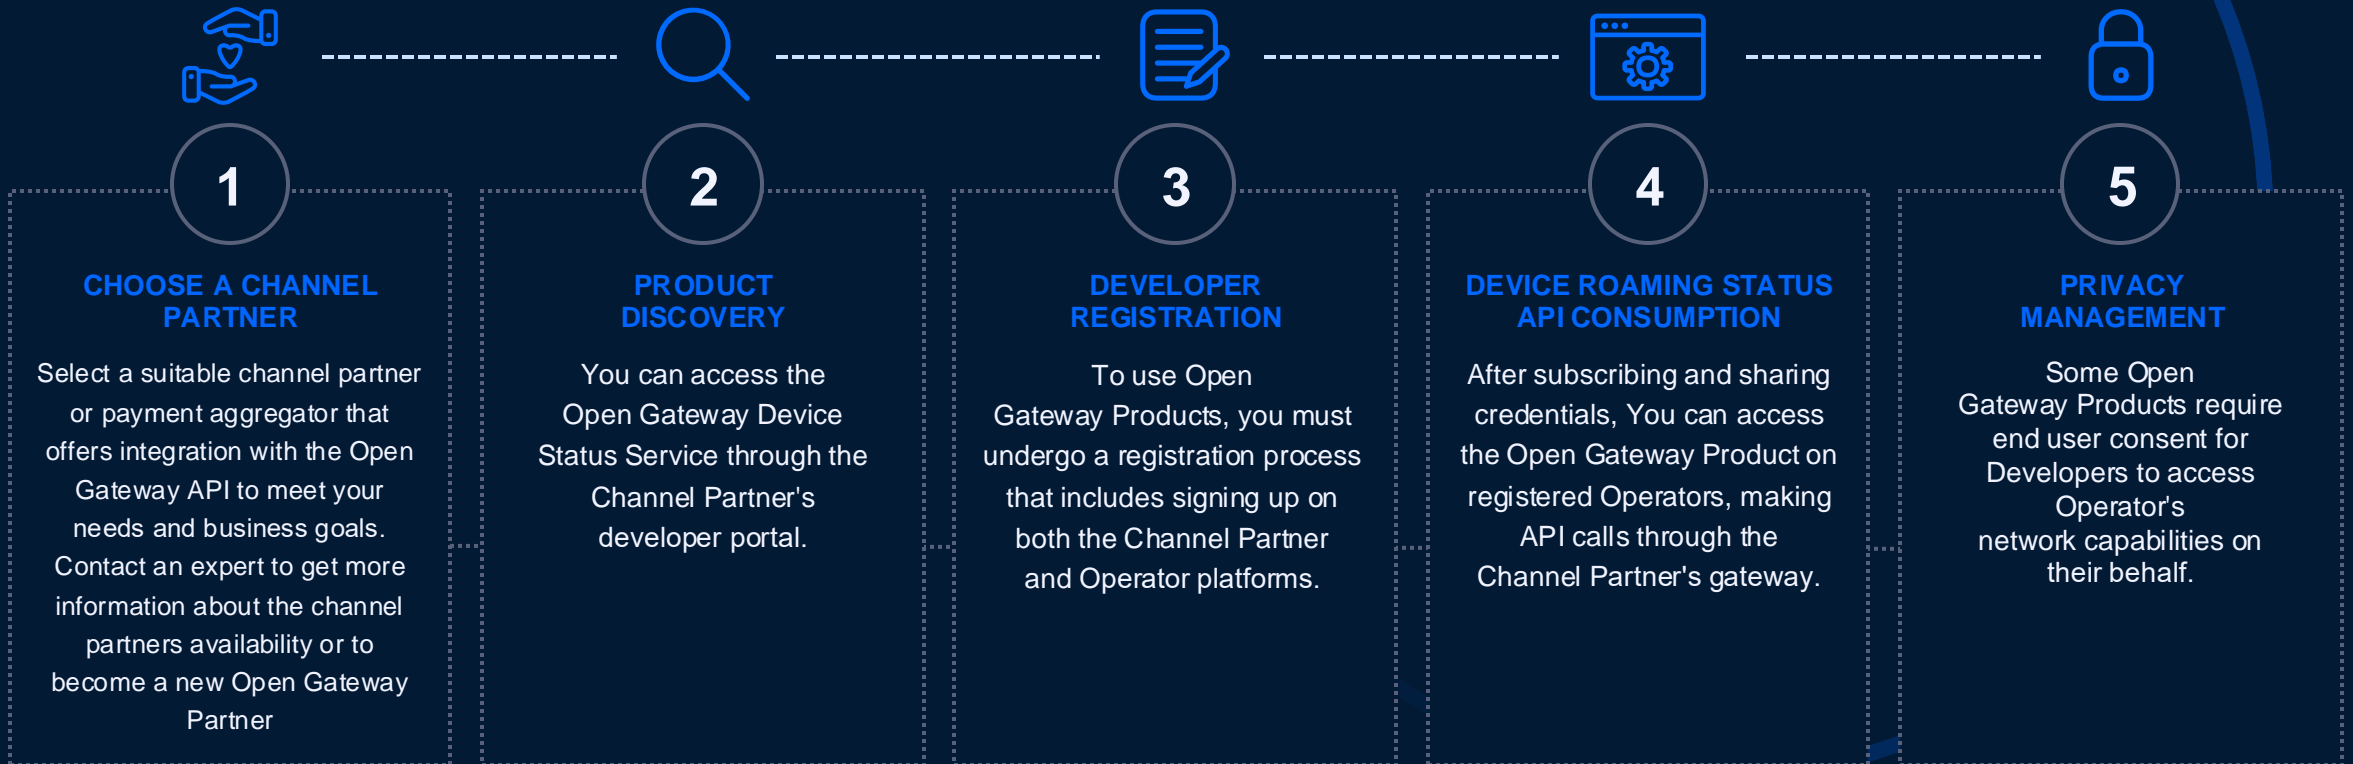 1
CHOOSE A CHANNEL
PARTNER
Select a suitable channel partner
or payment aggregator that
offers integration with the Open
Gateway API to meet your
needs and business goals.
Contact an expert to get more
information about the channel
partners availability or to
become a new Open Gateway
Partner
2
PRODUCT
DISCOVERY
You can access the
Open Gateway Device
Status Service through the
Channel Partner's
developer portal.
3
DEVELOPER
REGISTRATION
To use Open
Gateway Products, you must
undergo a registration process
that includes signing up on
both the Channel Partner
and Operator platforms.
4
DEVICE ROAMING STATUS
API CONSUMPTION
After subscribing and sharing
credentials, You can access
the Open Gateway Product on
registered Operators, making
API calls through the
Channel Partner's gateway.
5
PRIVACY
MANAGEMENT
Some Open
Gateway Products require
end user consent for
Developers to access
Operator's
network capabilities on
their behalf.